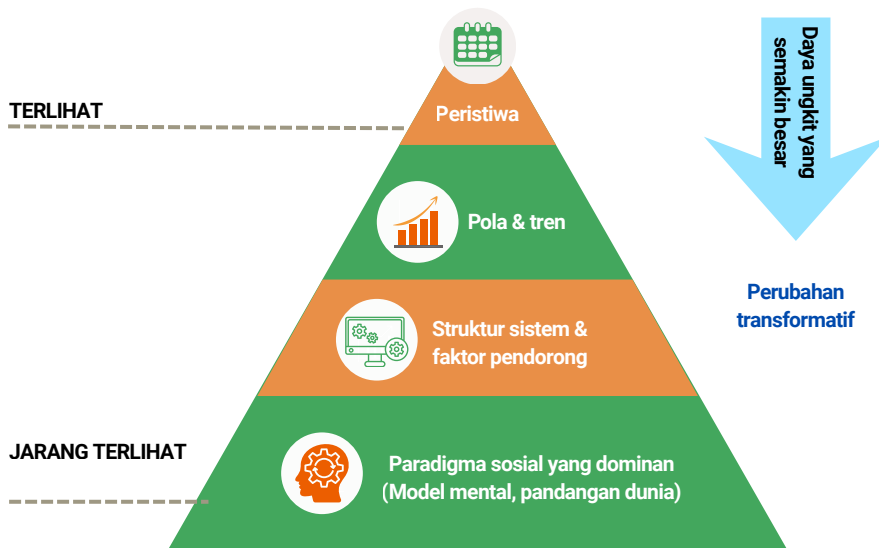 TERLIHAT
Peristiwa
Pola & tren
Struktur sistem &
faktor pendorong
JARANG TERLIHAT
Paradigma sosial yang dominan
(Model mental, pandangan dunia)
Daya ungkit yang
semakin besar
Perubahan
transformatif